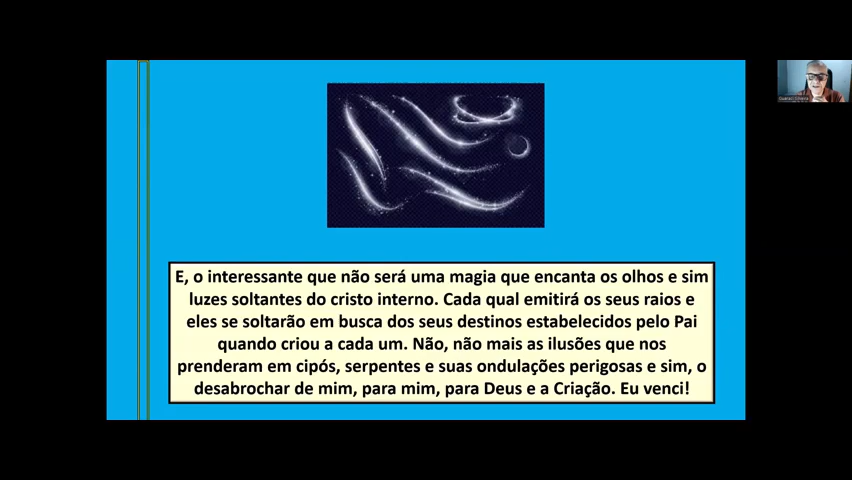 E, o interessante que não será uma magia que encanta os olhos e sim
luzes soltantes do cristo interno. Cada qual emitirá os seus raios e
eles se soltarão em busca dos seus destinos estabelecidos pelo Pai
quando criou a cada um. Não, não mais as ilusões que nos
prenderam em cipós, serpentes e suas ondulações perigosas e sim, o
desabrochar de mim, para mim, para Deus e a Criação. Eu venci!